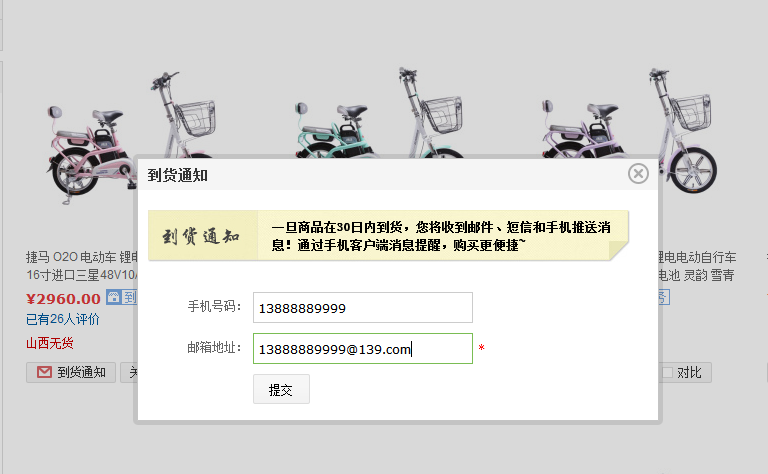 到货通知
到货通知
一旦商品在30日内到货，您将收到邮件、短信和手机推送消
息！通过手机客户端消息提醒，购买更便捷~
手机号码：
13888889999
邮箱地址：
13888889999@139.com
*
提交
捷马 O2O 电动车 锂
16寸进口三星48V10A
¥2960.00
到
已有26人评价
山西无货
到货通知
关
锂电电动自行车
电池 灵韵 雪青
务
对比